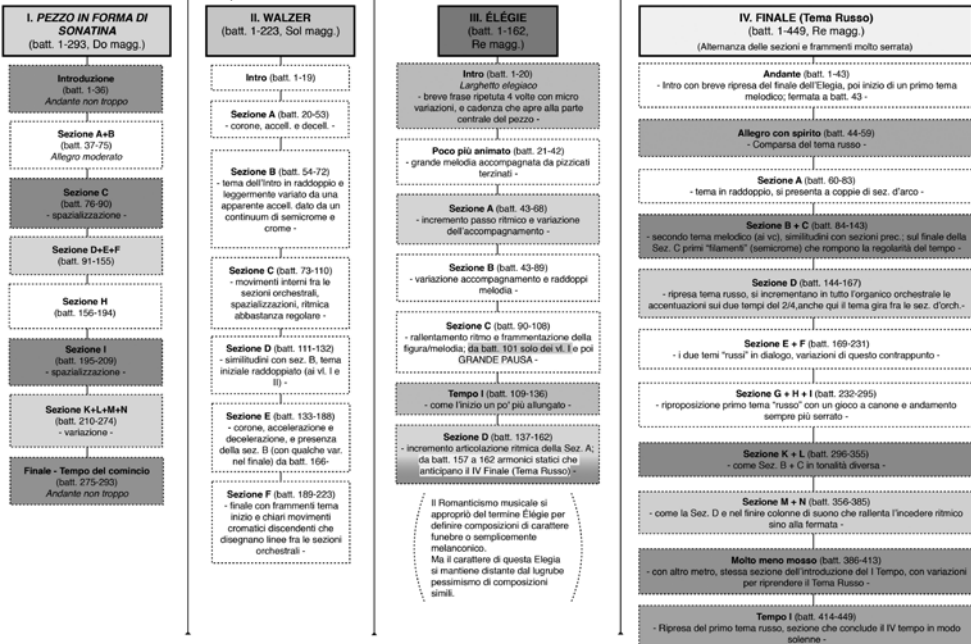 I. PEZZO IN FORMA DI
SONATINA
(batt. 1-293, Do magg.)
Introduzione
(batt. 1-36)
Andante non troppo
Sezione A+B
(batt. 37-75)
Allegro moderato
Sezione C
(batt. 76-90)
- spazializzazione -
Sezione D+E+F
(batt. 91-155)
Sezione H
(batt. 156-194)
Sezione I
(batt. 195-209)
- spazializzazione -
Sezione K+L+M+N
(batt. 210-274)
- variazione -
Finale - Tempo del comincio
(batt. 275-293)
Andante non troppo
II. WALZER
(batt. 1-223, Sol magg.)
Intro (batt. 1-19)
Sezione A (batt. 20-53)
- corone, accell. e decell. -
Sezione B (batt. 54-72)
- tema dell'Intro in raddoppio e
leggermente variato da una
apparente accell. dato da un
continuum di semicrome e
crome -
Sezione C (batt. 73-110)
- movimenti interni fra le
sezioni orchestrali,
spazializzazioni, ritmica
abbastanza regolare -
Sezione D (batt. 111-132)
- similitudini con sez. B, tema
iniziale raddoppiato (ai vl. I e
II) -
Sezione E (batt. 133-188)
- corone, accelerazione e
decelerazione, e presenza
della sez. B (con qualche var.
nel finale) da batt. 166-
Sezione F (batt. 189-223)
- finale con frammenti tema
inizio e chiari movimenti
cromatici discendenti che
disegnano linee fra le sezioni
orchestrali -
III. ÉLÉGIE
(batt. 1-162,
Re magg.)
Intro (batt. 1-20)
Larghetto elegiaco
- breve frase ripetuta 4 volte con micro
variazioni, e cadenza che apre alla parte
centrale del pezzo -
Poco più animato (batt. 21-42)
- grande melodia accompagnata da pizzicati
terzinati -
Sezione A (batt. 43-68)
- incremento passo ritmico e variazione
dell'accompagnamento -
Sezione B (batt. 43-89)
- variazione accompagnamento e raddoppi
melodia -
Sezione C (batt. 90-108)
- rallentamento ritmo e frammentazione della
figura/melodia; da batt. 101 solo dei vl. I e poi
GRANDE PAUSA -
Tempo I (batt. 109-136)
- come l'inizio un po' più allungato -
Sezione D (batt. 137-162)
- incremento articolazione ritmica della Sez. A;
da batt. 157 a 162 armonici statici che
anticipano il IV Finale (Tema Russo) -
Il Romanticismo musicale si
appropriò del termine Élégie per
definire composizioni di carattere
funebre o semplicemente
melanconico.
Ma il carattere di questa Elegia
si mantiene distante dal lugrube
pessimismo di composizioni
simili.
IV. FINALE (Tema Russo)
(batt. 1-449, Re magg.)
(Alternanza delle sezioni e frammenti molto serrata)
Andante (batt. 1-43)
- Intro con breve ripresa del finale dell'Elegia, poi inizio di un primo tema
melodico; fermata a batt. 43 -
Allegro con spirito (batt. 44-59)
- Comparsa del tema russo -
Sezione A (batt. 60-83)
- tema in raddoppio, si presenta a coppie di sez. d'arco -
Sezione B + C (batt. 84-143)
- secondo tema melodico (ai vc), similitudini con sezioni prec.; sul finale della
Sez. C primi "filamenti" (semicrome) che rompono la regolarità del tempo -
Sezione D (batt. 144-167)
- ripresa tema russo, si incrementano in tutto l'organico orchestrale le
accentuazioni sui due tempi del 2/4,anche qui il tema gira fra le sez. d'orch.-
Sezione E + F (batt. 169-231)
- i due temi "russi" in dialogo, variazioni di questo contrappunto -
Sezione G + H + I (batt. 232-295)
- riproposizione primo tema "russo" con un gioco a canone e andamento
sempre più serrato -
Sezione K + L (batt. 296-355)
- come Sez. B + C in tonalità diversa -
Sezione M + N (batt. 356-385)
- come la Sez. D e nel finire colonne di suono che rallenta l'incedere ritmico
sino alla fermata -
Molto meno mosso (batt. 386-413)
- con altro metro, stessa sezione dell'introduzione del I Tempo, con variazioni
per riprendere il Tema Russo -
Tempo I (batt. 414-449)
- Ripresa del primo tema russo, sezione che conclude il IV tempo in modo
solenne -